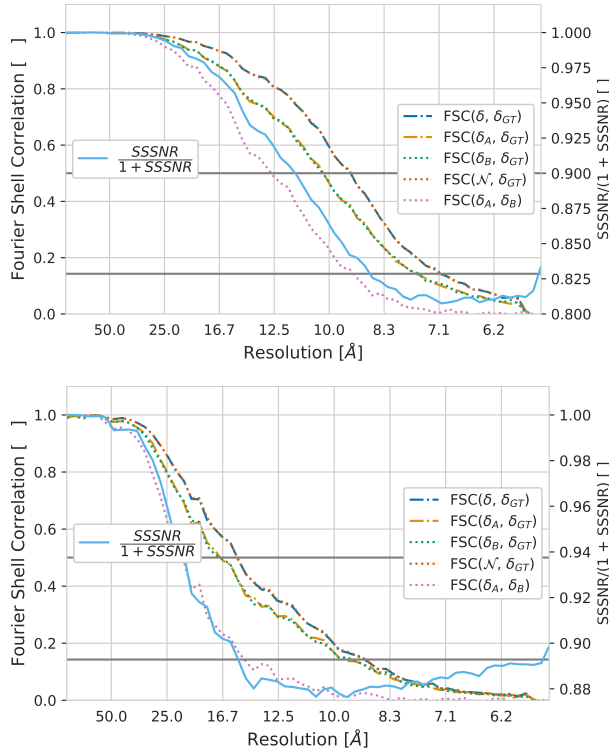 1.0
0.8
0.6
0.4
0.2
0.0
Fourier Shell Correlation [ ]
1.000
0.975
0.950
0.925
0.900
0.875
0.850
0.825
0.800
SSSNR/(1 + SSSNR) [ ]
SSSNR
1 + SSSNR
FSC(δ, δ_GT)
FSC(δ_A, δ_GT)
FSC(δ_B, δ_GT)
FSC(𝒩, δ_GT)
FSC(δ_A, δ_B)
50.0 25.0 16.7 12.5 10.0 8.3 7.1 6.2
Resolution [Å]
1.0
0.8
0.6
0.4
0.2
0.0
Fourier Shell Correlation [ ]
1.00
0.98
0.96
0.94
0.92
0.90
0.88
SSSNR/(1 + SSSNR) [ ]
SSSNR
1 + SSSNR
FSC(δ, δ_GT)
FSC(δ_A, δ_GT)
FSC(δ_B, δ_GT)
FSC(𝒩, δ_GT)
FSC(δ_A, δ_B)
50.0 25.0 16.7 12.5 10.0 8.3 7.1 6.2
Resolution [Å]